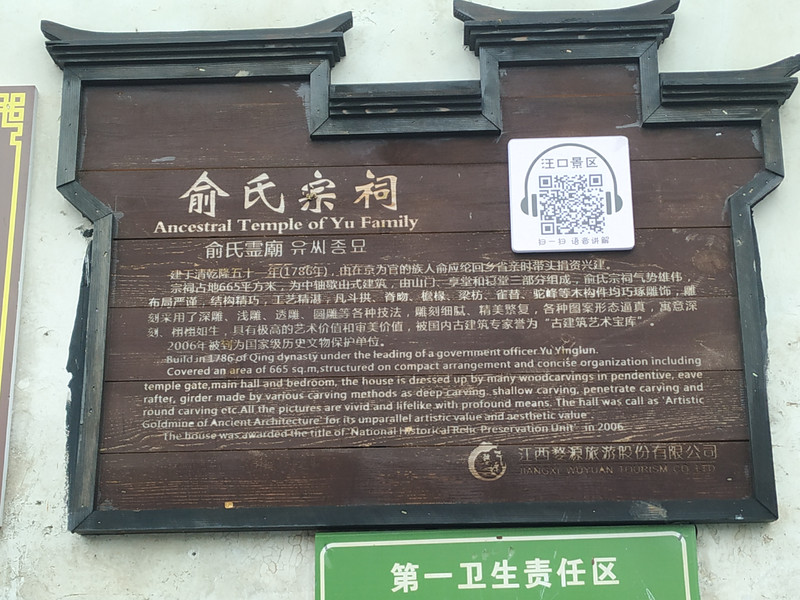 俞氏宗祠
Ancestral Temple of Yu Family
俞氏霊廟 유씨종묘
汪口景区
扫一扫 语音讲解
建于清乾隆五十一年(1786年)，由在京为官的族人俞应纶回乡省亲时带头捐资兴建。
宗祠占地665平方米，为中轴歇山式建筑，由山门、享堂和寝堂三部分组成，俞氏宗祠气势雄伟，
布局严谨，结构精巧，工艺精湛，凡斗拱、脊吻、檐椽、梁枋、雀替、驼峰等木构件均巧琢雕饰，雕
刻采用了深雕、浅雕、透雕、圆雕等各种技法，雕刻细腻，精美繁复，各种图案形态逼真，寓意深
刻、栩栩如生，具有极高的艺术价值和审美价值，被国内古建筑专家誉为“古建筑艺术宝库”。
2006年被列为国家级历史文物保护单位。
Build in 1786 of Qing dynasty under the leading of a government officer Yu Yinglun.
Covered an area of 665 sq.m,structured on compact arrangement and concise organization including
temple gate,main hall and bedroom, the house is dressed up by many woodcarvings in pendentive, eave
rafter, girder made by various carving methods as deep carving, shallow carving, penetrate carving and
round carving etc.All the pictures are vivid and lifelike,with profound means. The hall was call as 'Artistic
Goldmine of Ancient Architecture' for its unparallel artistic value and aesthetic value
The house was awarded the title of 'National Historical Relic Preservation Unit' in 2006.
江西婺源旅游股份有限公司
JIANGXI WUYUAN TOURISM CO.,LTD
第一卫生责任区